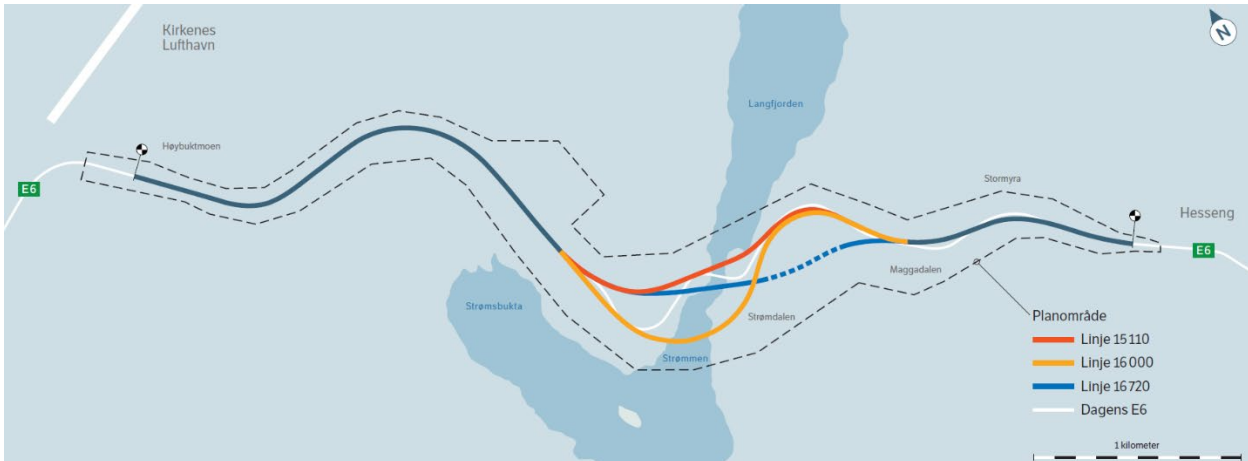 Kirkenes
Lufthavn
N
Høybuktmoen
E6
Langfjorden
Stormyra
Hesseng
E6
Maggadalen
Strømsbukta
Strømdalen
Strømmen
Planområde
Linje 15 110
Linje 16 000
Linje 16 720
Dagens E6
1 kilometer